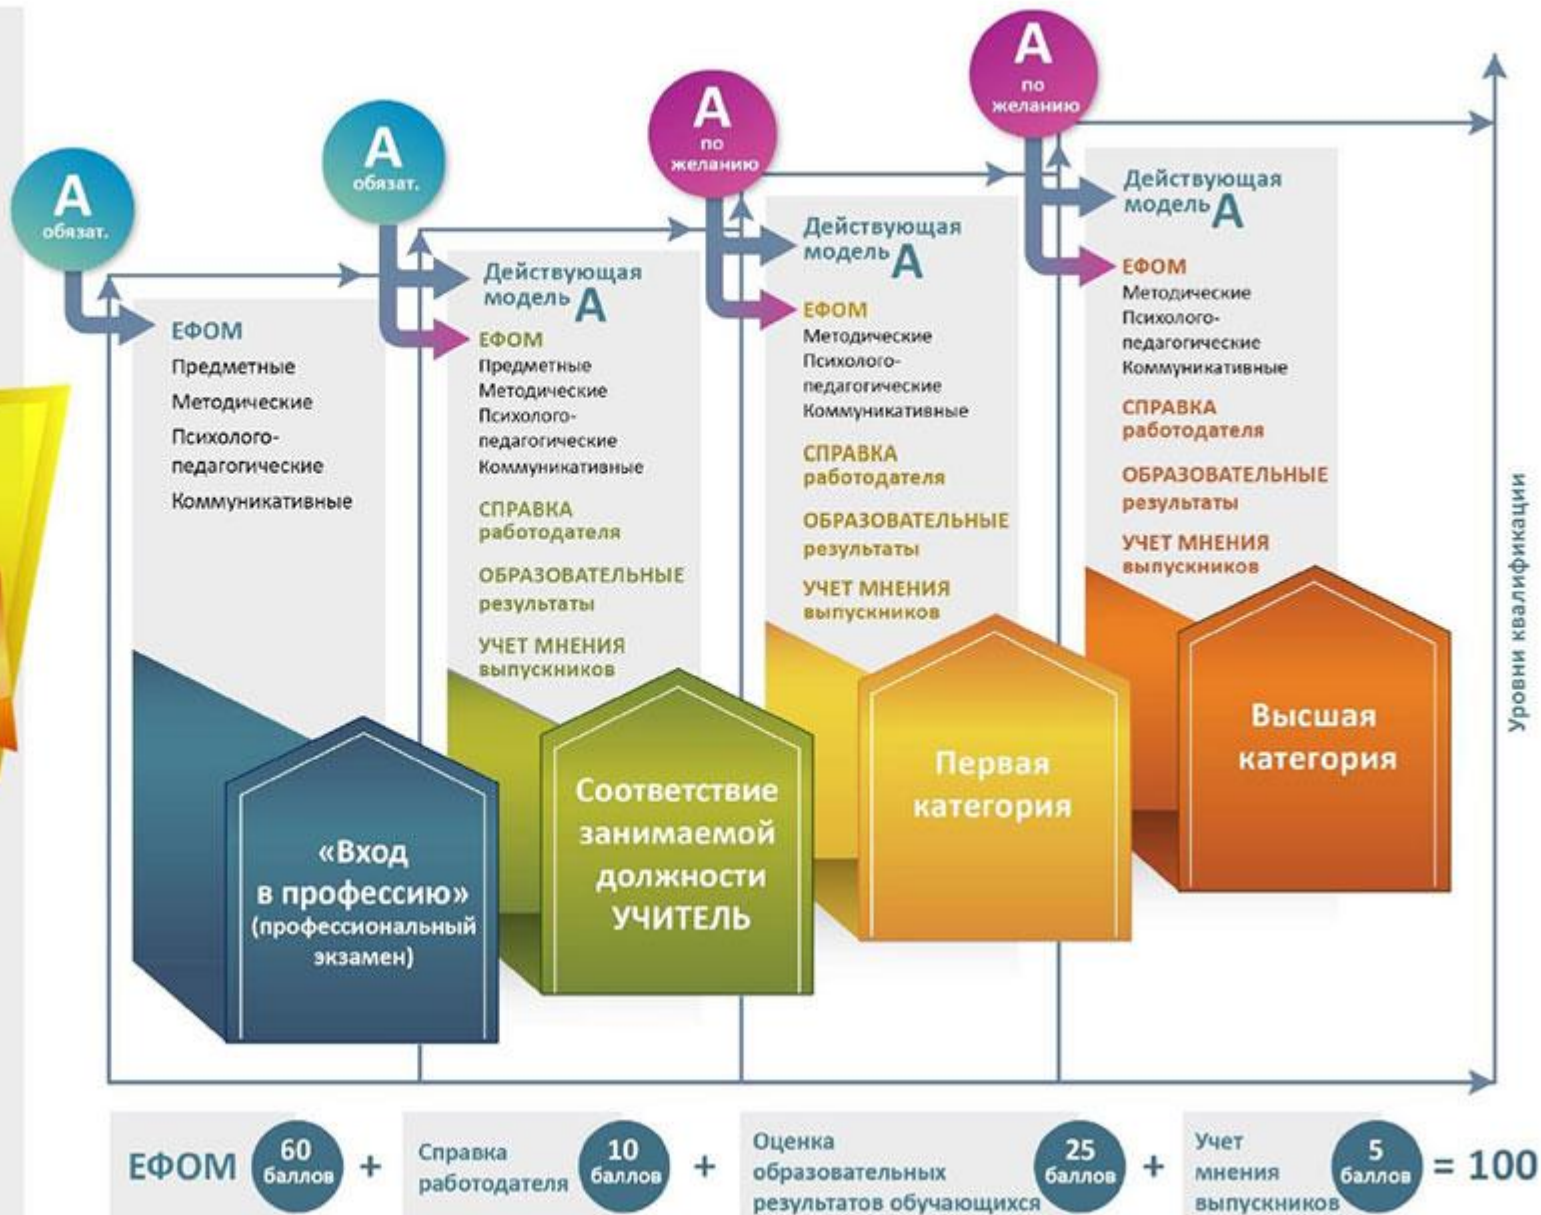 А
обязат.
ЕФОМ
Предметные
Методические
Психолого-
педагогические
Коммуникативные
«Вход
в профессию»
(профессиональный
экзамен)
А
обязат.
Действующая
модель А
ЕФОМ
Предметные
Методические
Психолого-
педагогические
Коммуникативные
СПРАВКА
работодателя
ОБРАЗОВАТЕЛЬНЫЕ
результаты
УЧЕТ МНЕНИЯ
выпускников
Соответствие
занимаемой
должности
УЧИТЕЛЬ
А
по
желанию
Действующая
модель А
ЕФОМ
Методические
Психолого-
педагогические
Коммуникативные
СПРАВКА
работодателя
ОБРАЗОВАТЕЛЬНЫЕ
результаты
УЧЕТ МНЕНИЯ
выпускников
Первая
категория
А
по
желанию
Действующая
модель А
ЕФОМ
Методические
Психолого-
педагогические
Коммуникативные
СПРАВКА
работодателя
ОБРАЗОВАТЕЛЬНЫЕ
результаты
УЧЕТ МНЕНИЯ
выпускников
Высшая
категория
Уровни квалификации
ЕФОМ
60
баллов
+
Справка
работодателя
10
баллов
+
Оценка
образовательных
результатов обучающихся
25
баллов
+
Учет
мнения
выпускников
5
баллов
= 100